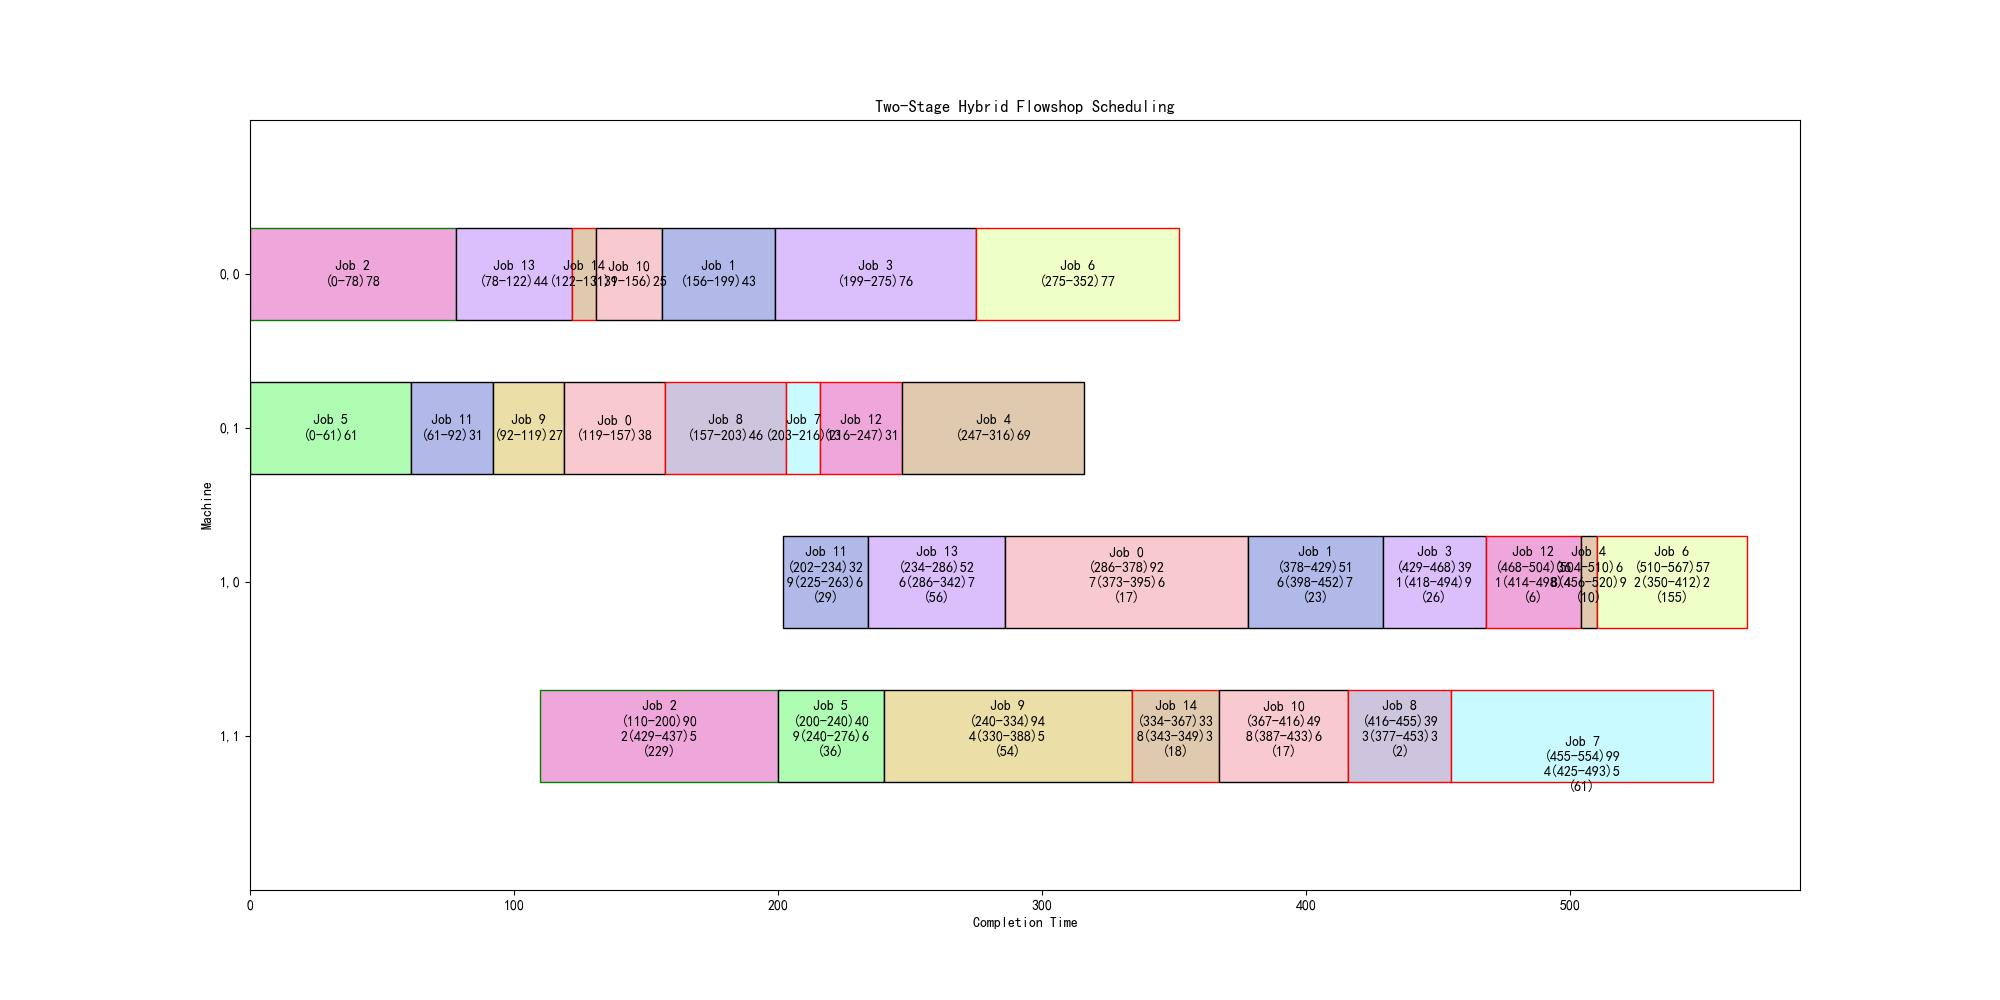 Two-Stage Hybrid Flowshop Scheduling
Machine
0,0
Job 2
(0-78)78
Job 13
(78-122)44
Job 14
(122-131)9
Job 10
(131-156)25
Job 1
(156-199)43
Job 3
(199-275)76
Job 6
(275-352)77
0,1
Job 5
(0-61)61
Job 11
(61-92)31
Job 9
(92-119)27
Job 0
(119-157)38
Job 8
(157-203)46
Job 7
(203-216)13
Job 12
(216-247)31
Job 4
(247-316)69
1,0
Job 11
(202-234)32
9(225-263)6
(29)
Job 13
(234-286)52
6(286-342)7
(56)
Job 0
(286-378)92
7(373-395)6
(17)
Job 1
(378-429)51
6(398-452)7
(23)
Job 3
(429-468)39
1(418-494)9
(26)
Job 12
(468-504)36
1(414-498)
(6)
Job 4
(504-510)6
8(456-520)9
(10)
Job 6
(510-567)57
2(350-412)2
(155)
1,1
Job 2
(110-200)90
2(429-437)5
(229)
Job 5
(200-240)40
9(240-276)6
(36)
Job 9
(240-334)94
4(330-388)5
(54)
Job 14
(334-367)33
8(343-349)3
(18)
Job 10
(367-416)49
8(387-433)6
(17)
Job 8
(416-455)39
3(377-453)3
(2)
Job 7
(455-554)99
4(425-493)5
(61)
0
100
200
300
400
500
Completion Time